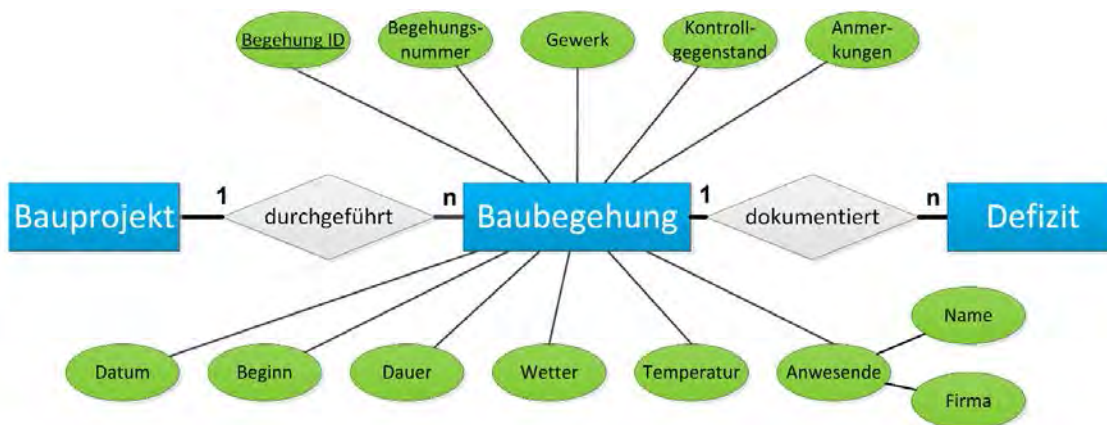 Begehung ID
Begehungs-
nummer
Gewerk
Kontroll-
gegenstand
Anmer-
kungen
Bauprojekt
1
durchgeführt
n
Baubegehung
1
dokumentiert
n
Defizit
Datum
Beginn
Dauer
Wetter
Temperatur
Anwesende
Name
Firma